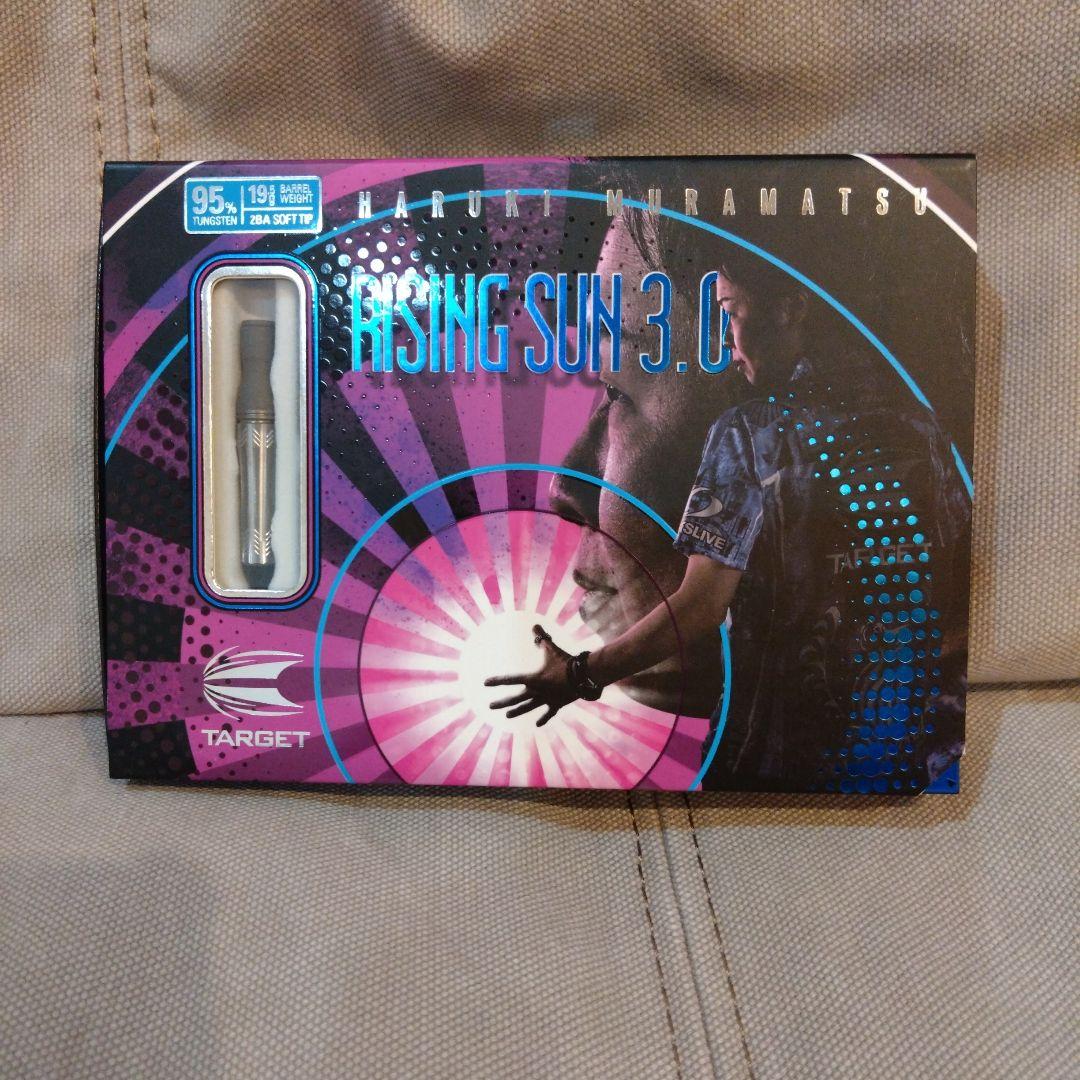 95% TUNGSTEN
19.5g BARREL WEIGHT
2BA SOFT TIP
HARUKI MURAMATSU
RISING SUN 3.0
SLIVE
TARGET
TARGET